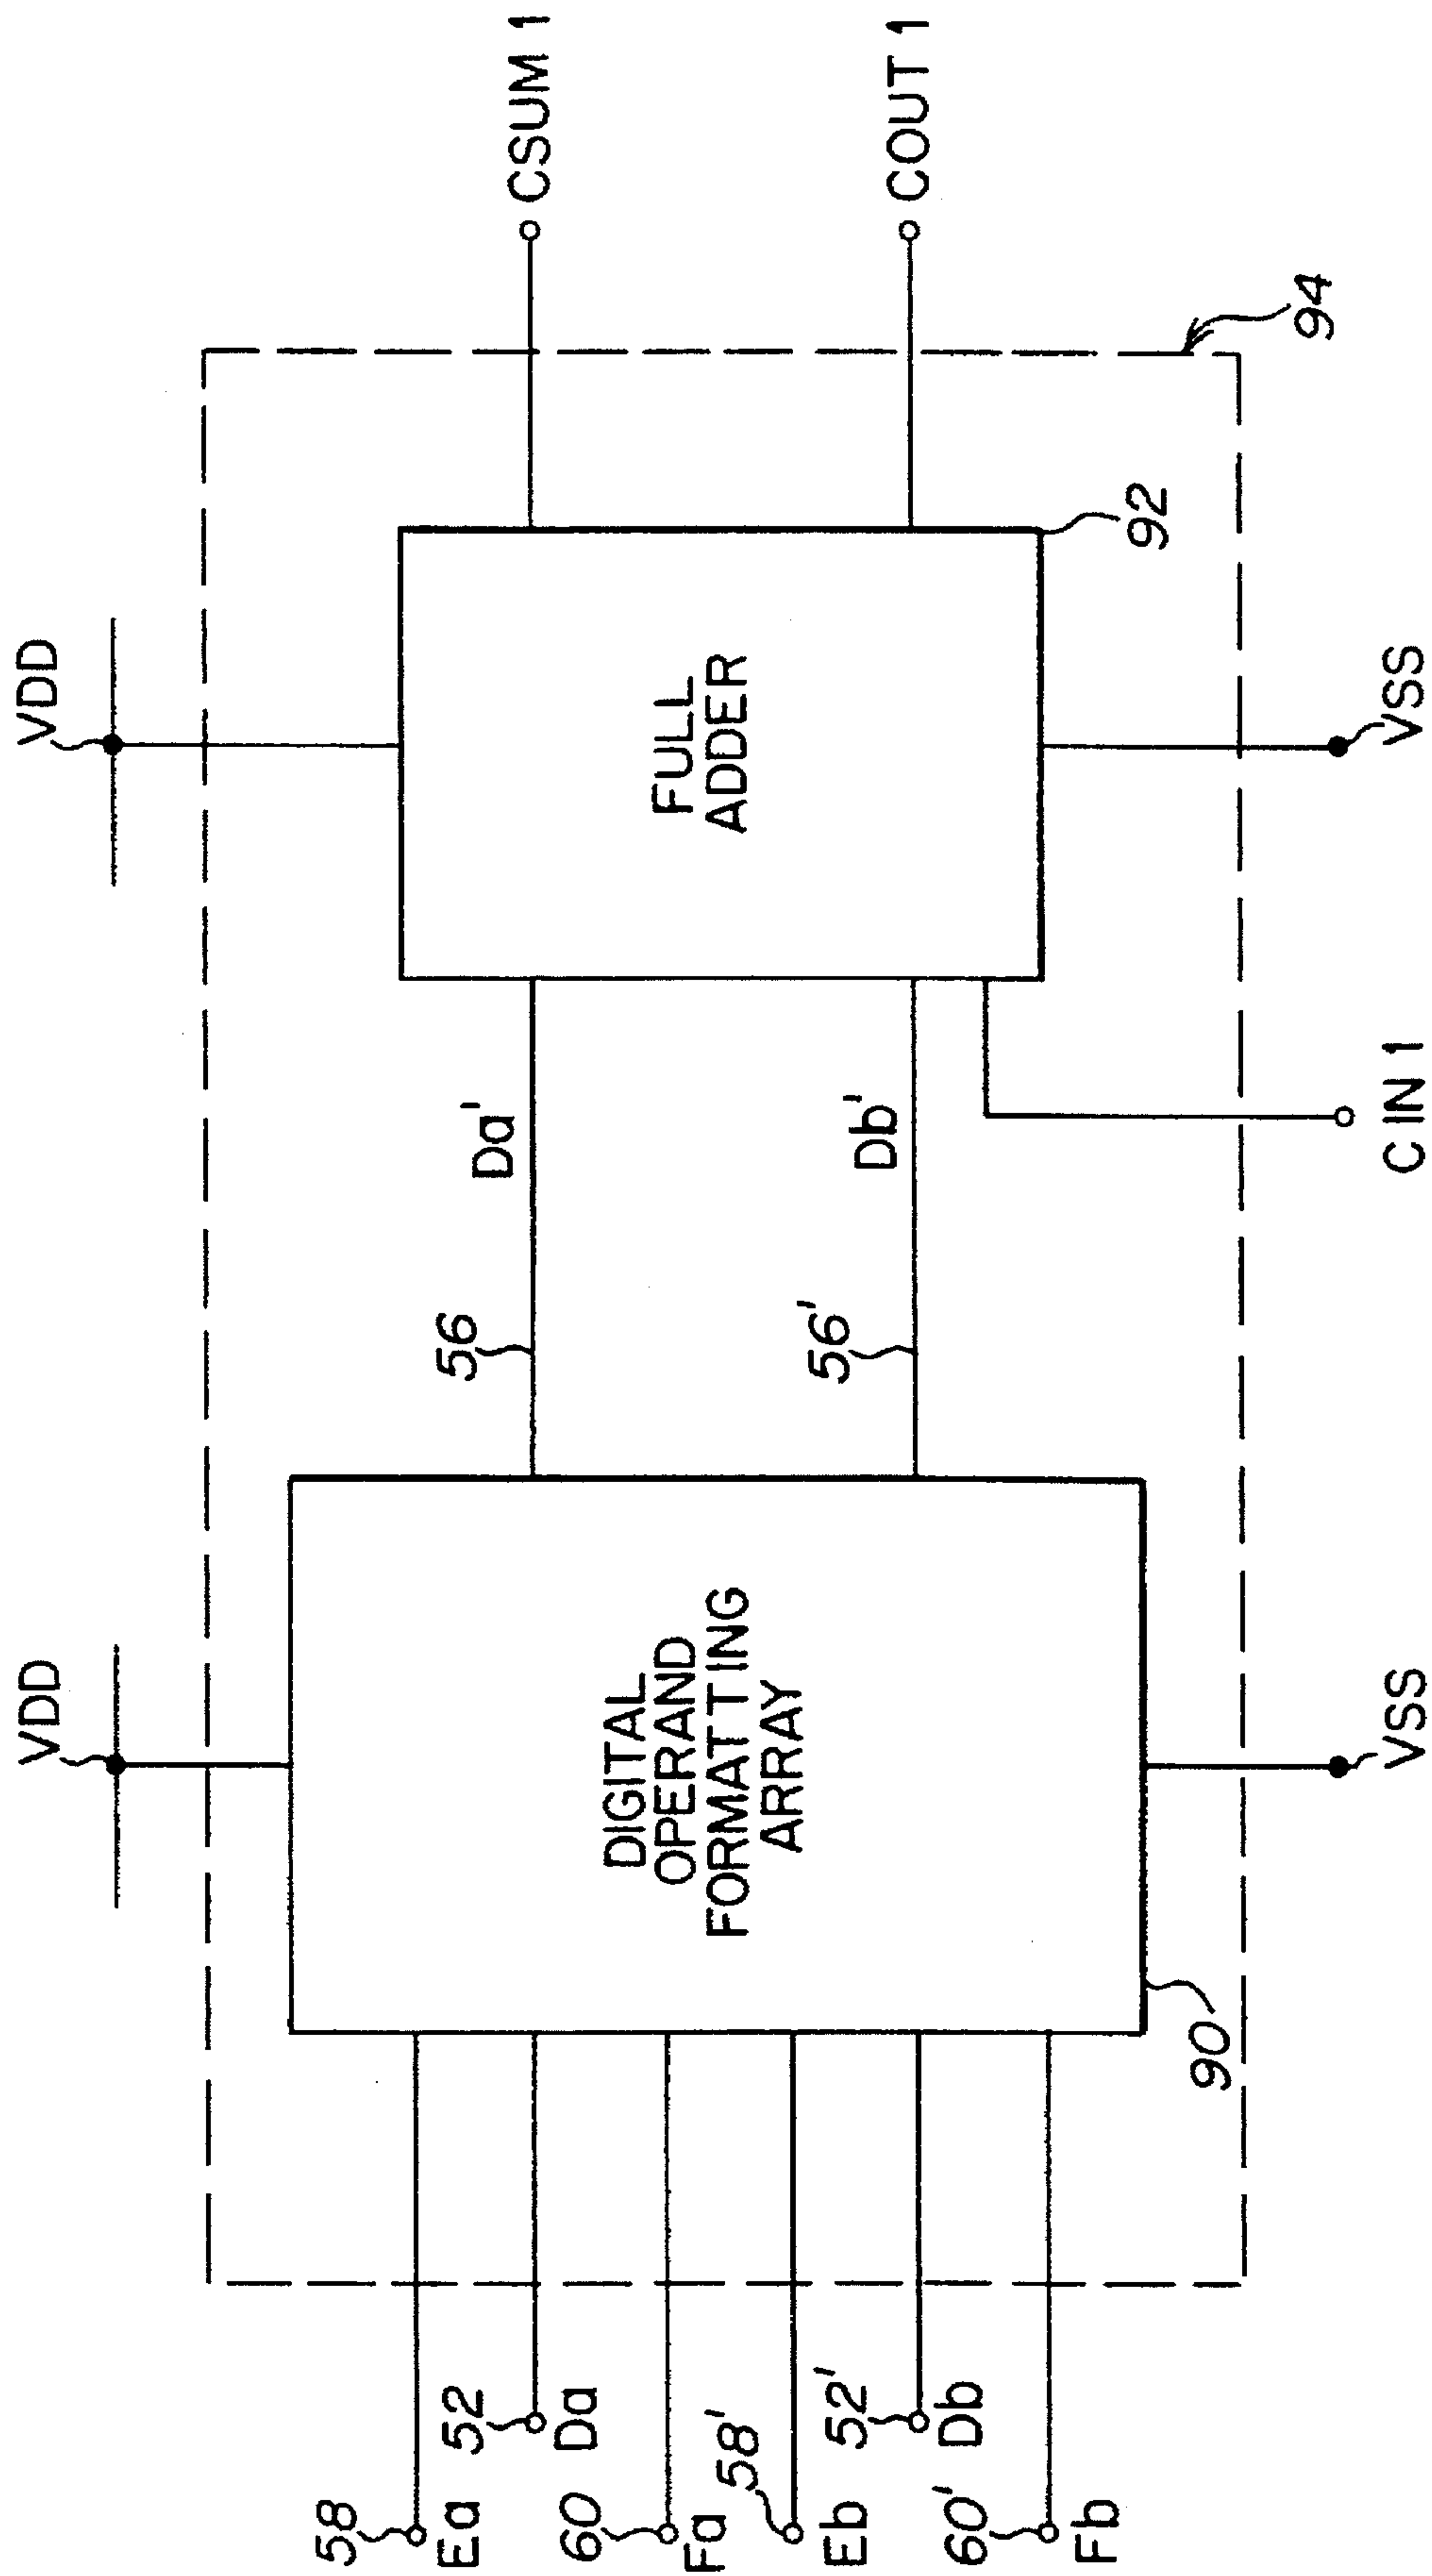 VDD
VDD
58
Ea
52
Da
60
Fa
58'
Eb
52'
Db
60'
Fb
DIGITAL
OPERAND
FORMATTING
ARRAY
90
VSS
56
Da'
56'
Db'
C IN 1
FULL
ADDER
92
VSS
CSUM 1
COUT 1
94